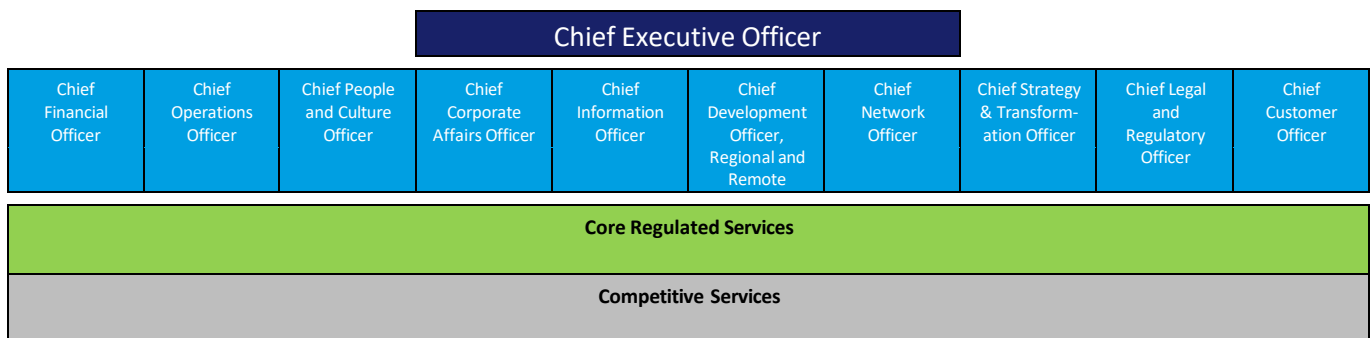 Chief Executive Officer
Chief
Financial
Officer
Chief
Operations
Officer
Chief People
and Culture
Officer
Chief
Corporate
Affairs Officer
Chief
Information
Officer
Chief
Development
Officer,
Regional and
Remote
Chief
Network
Officer
Chief Strategy
& Transform-
ation Officer
Chief Legal
and
Regulatory
Officer
Chief
Customer
Officer
Core Regulated Services
Competitive Services